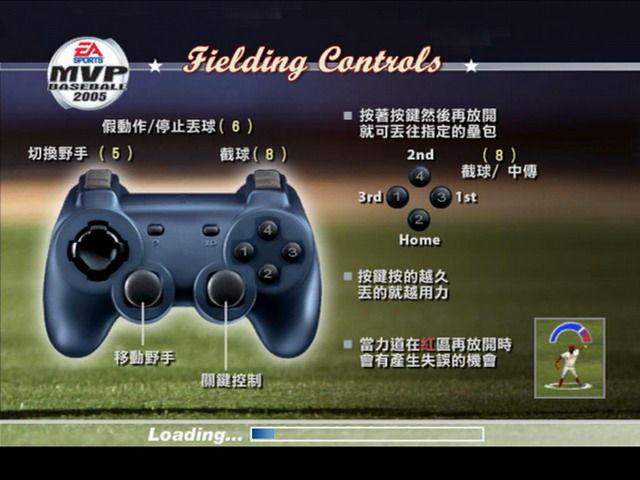 EA
SPORTS
MVP
BASEBALL
2005
Fielding Controls
假動作/停止丟球(6)
切換野手 (5)
截球(8)
4
1
3
2
移動野手
關鍵控制
按著按鍵然後再放開
就可丟往指定的壘包
2nd
(8)
截球/ 中傳
4
3rd 1 3 1st
2
Home
按鍵按的越久
丟的就越用力
當力道在紅區再放開時
會有產生失誤的機會
Loading...